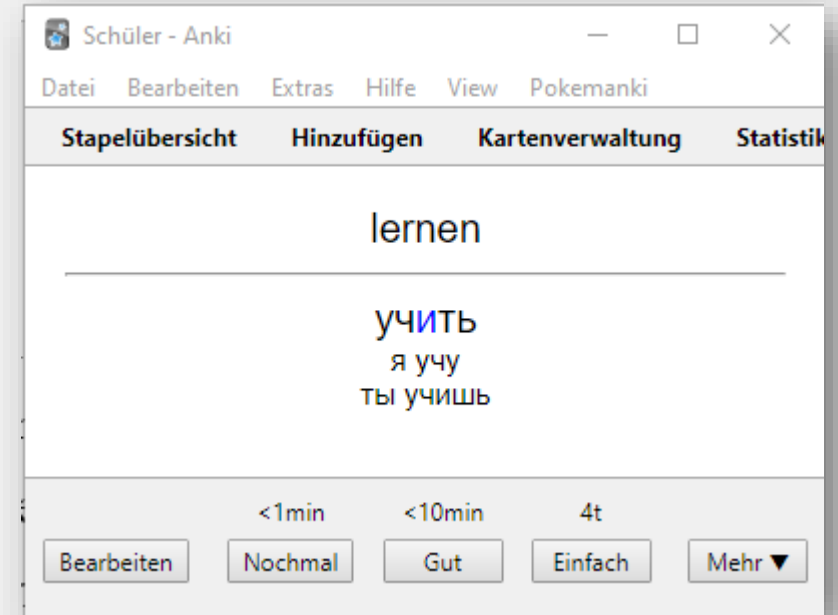 Schüler - Anki
Datei Bearbeiten Extras Hilfe View Pokemanki
Stapelübersicht Hinzufügen Kartenverwaltung Statistik
lernen
учить
я учу
ты учишь
<1min <10min 4t
Bearbeiten Nochmal Gut Einfach Mehr ▼